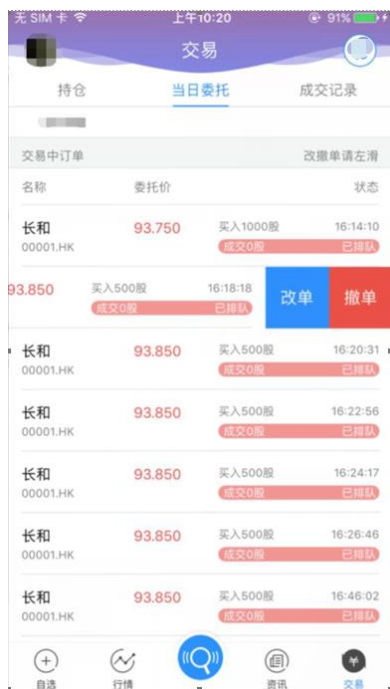 无 SIM 卡 上午10:20 91%
交易
持仓 当日委托 成交记录
交易中订单 改撤单请左滑
名称 委托价 状态
长和 93.750 买入1000股 16:14:10
00001.HK 成交0股 已排队
93.850 买入500股 16:18:18 改单 撤单
成交0股 已排队
长和 93.850 买入500股 16:20:31
00001.HK 成交0股 已排队
长和 93.850 买入500股 16:22:56
00001.HK 成交0股 已排队
长和 93.850 买入500股 16:24:17
00001.HK 成交0股 已排队
长和 93.850 买入500股 16:26:46
00001.HK 成交0股 已排队
长和 93.850 买入500股 16:46:02
00001.HK 成交0股 已排队
自选 行情 资讯 交易